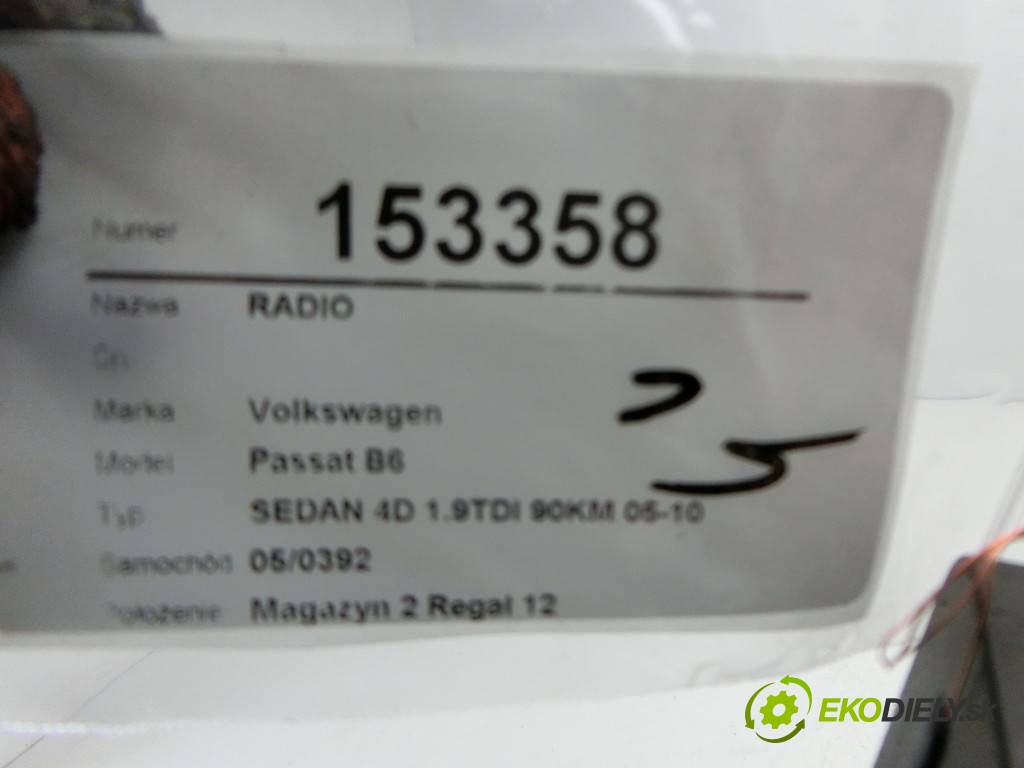 Numer 153358
Nazwa RADIO
Marka Volkswagen
Model Passat B6
Typ SEDAN 4D 1.9TDI 90KM 05-10
Samochód 05/0392
Położenie Magazyn 2 Regal 12
EKODIELY.sk